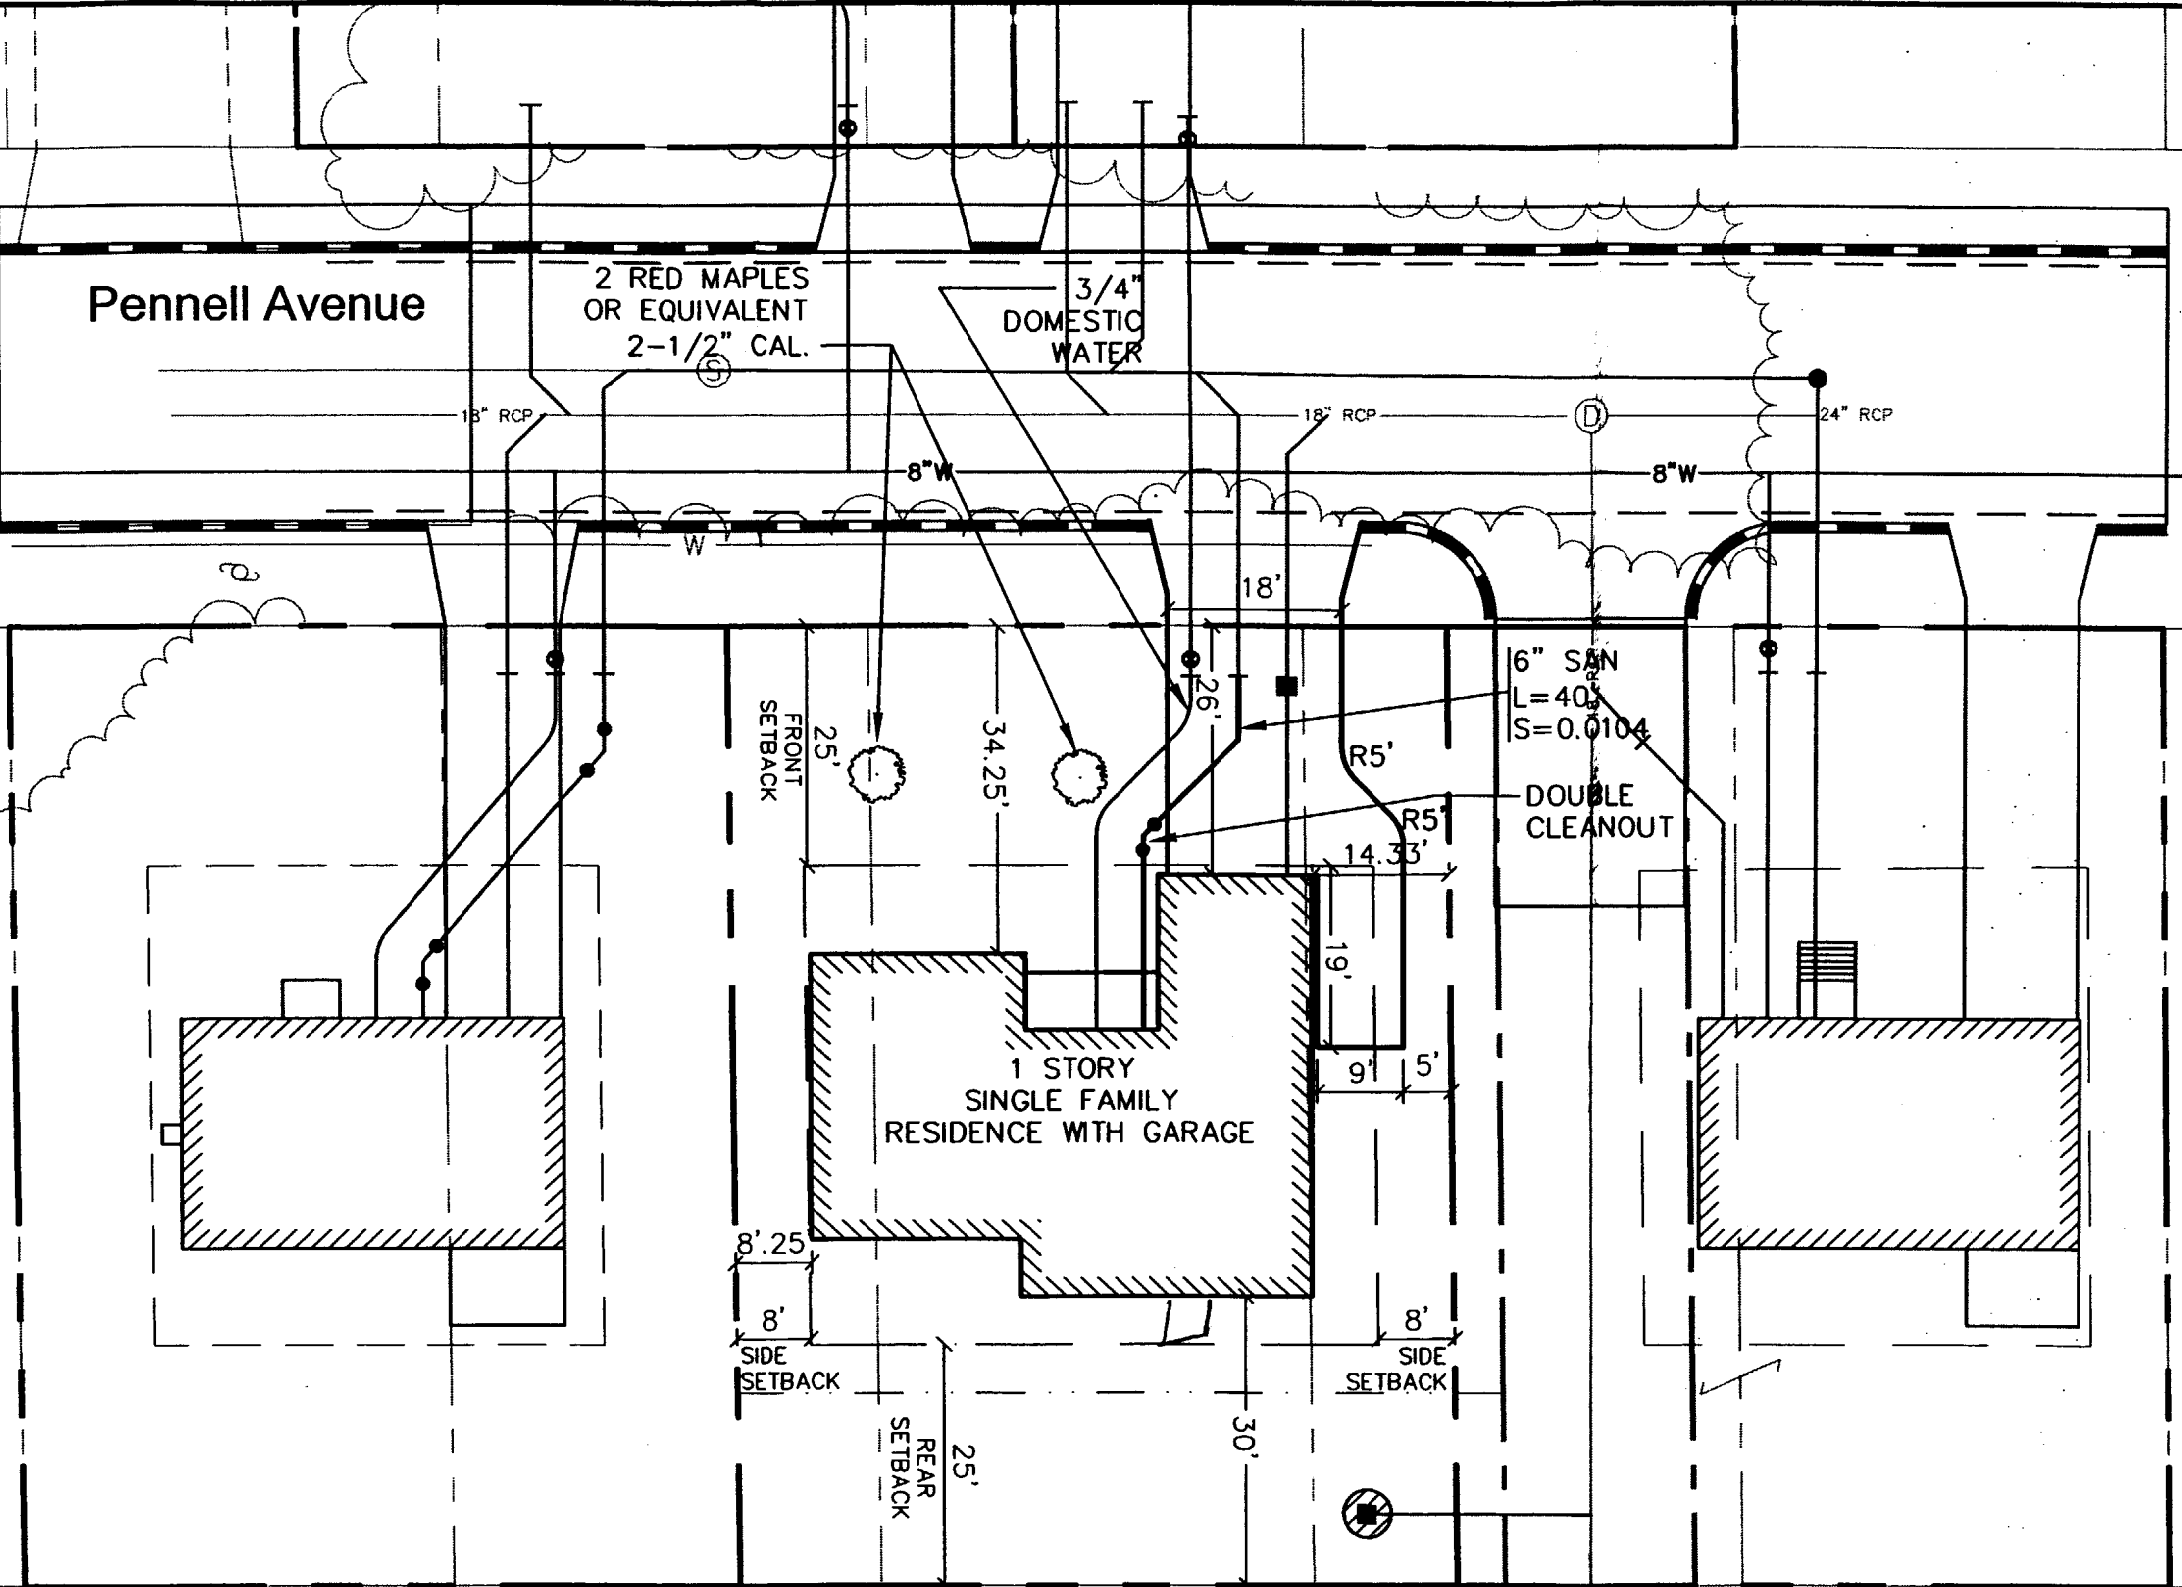 2 RED MAPLES
OR EQUIVALENT
2-1/2" CAL.
Pennell Avenue
3/4"
DOMESTIC
WATER
S
18" RCP
18" RCP
D
24" RCP
8"W
8"W
W
18'
6" SAN
L=40
S=0.0104
FRONT
SETBACK
25'
34.25'
26'
R5'
R5'
DOUBLE
CLEANOUT
14.33'
19'
1 STORY
SINGLE FAMILY
RESIDENCE WITH GARAGE
9'
5'
8'.25
8'
SIDE
SETBACK
8'
SIDE
SETBACK
REAR
SETBACK
25'
30'